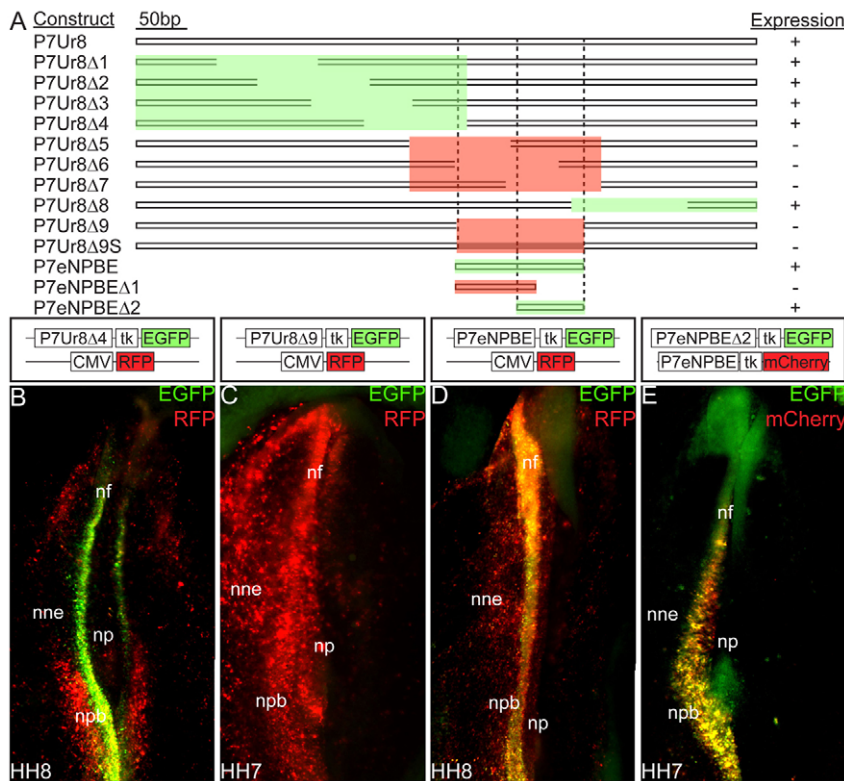 A Construct 50bp Expression
P7Ur8 +
P7Ur8Δ1 +
P7Ur8Δ2 +
P7Ur8Δ3 +
P7Ur8Δ4 +
P7Ur8Δ5 -
P7Ur8Δ6 -
P7Ur8Δ7 -
P7Ur8Δ8 +
P7Ur8Δ9 -
P7Ur8Δ9S -
P7eNPBE +
P7eNPBEΔ1 -
P7eNPBEΔ2 +
P7Ur8Δ4 tk EGFP
CMV RFP
P7Ur8Δ9 tk EGFP
CMV RFP
P7eNPBE tk EGFP
CMV RFP
P7eNPBEΔ2 tk EGFP
P7eNPBE tk mCherry
B EGFP
RFP
nf
nne
np
npb
HH8
C EGFP
RFP
nf
nne
np
npb
HH7
D EGFP
RFP
nf
nne
npb
np
HH8
E EGFP
mCherry
nf
nne
np
npb
HH7